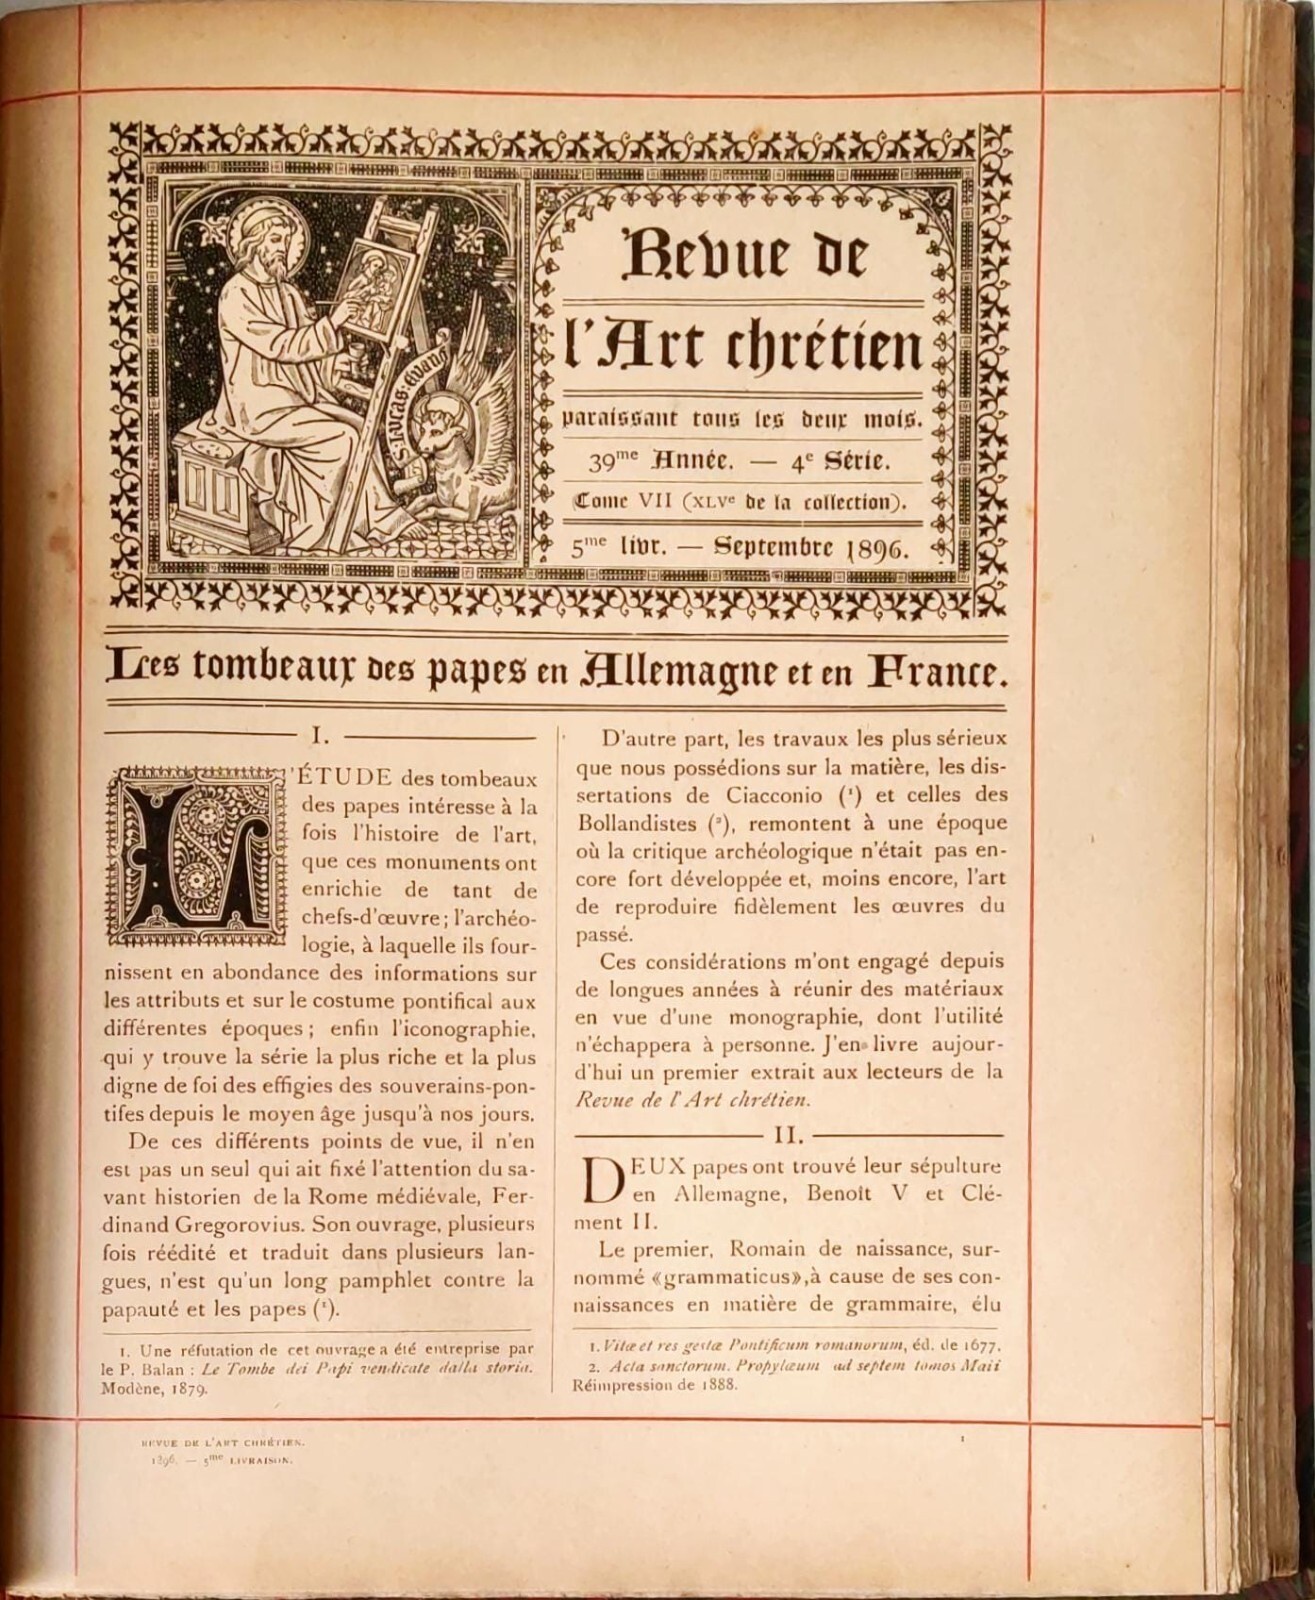 S. LUCAS. Evang
Revue de
l'Art chrétien
paraissant tous les deux mois.
39me Année. — 4e Série.
Tome VII (XLVe de la collection).
5me livr. — Septembre 1896.
Les tombeaux des papes en Allemagne et en France.
I.
L'ÉTUDE des tombeaux
des papes intéresse à la
fois l'histoire de l'art,
que ces monuments ont
enrichie de tant de
chefs-d'œuvre; l'archéo-
logie, à laquelle ils four-
nissent en abondance des informations sur
les attributs et sur le costume pontifical aux
différentes époques; enfin l'iconographie,
qui y trouve la série la plus riche et la plus
digne de foi des effigies des souverains-pon-
tifes depuis le moyen âge jusqu'à nos jours.
De ces différents points de vue, il n'en
est pas un seul qui ait fixé l'attention du sa-
vant historien de la Rome médiévale, Fer-
dinand Gregorovius. Son ouvrage, plusieurs
fois réédité et traduit dans plusieurs lan-
gues, n'est qu'un long pamphlet contre la
papauté et les papes (1).
1. Une réfutation de cet ouvrage a été entreprise par
le P. Balan : Le Tombe dei Papi vendicate dalla storia.
Modène, 1879.
D'autre part, les travaux les plus sérieux
que nous possédions sur la matière, les dis-
sertations de Ciacconio (1) et celles des
Bollandistes (2), remontent à une époque
où la critique archéologique n'était pas en-
core fort développée et, moins encore, l'art
de reproduire fidèlement les œuvres du
passé.
Ces considérations m'ont engagé depuis
de longues années à réunir des matériaux
en vue d'une monographie, dont l'utilité
n'échappera à personne. J'en livre aujour-
d'hui un premier extrait aux lecteurs de la
Revue de l'Art chrétien.
II.
DEUX papes ont trouvé leur sépulture
en Allemagne, Benoît V et Clé-
ment II.
Le premier, Romain de naissance, sur-
nommé «grammaticus», à cause de ses con-
naissances en matière de grammaire, élu
1. Vitæ et res gestæ Pontificum romanorum, éd. de 1677.
2. Acta sanctorum. Propylæum ad septem tomos Maii
Réimpression de 1888.
REVUE DE L'ART CHRÉTIEN.
1896. — 5me LIVRAISON.
1